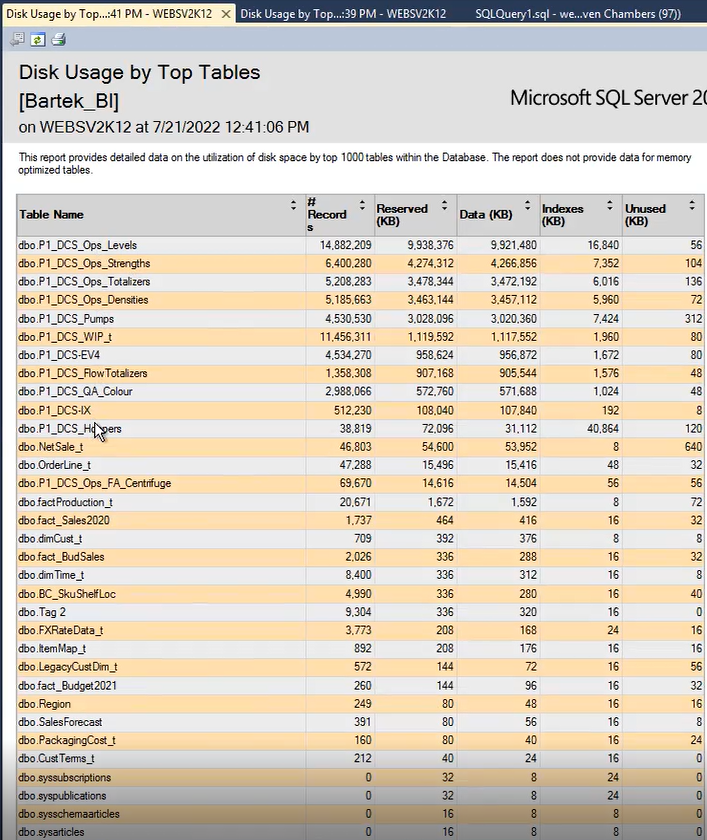 Disk Usage by Top...:41 PM - WEBSV2K12 Disk Usage by Top...:39 PM - WEBSV2K12 SQLQuery1.sql - we...ven Chambers (97))
Disk Usage by Top Tables
[Bartek_BI]
Microsoft SQL Server 20
on WEBSV2K12 at 7/21/2022 12:41:06 PM
This report provides detailed data on the utilization of disk space by top 1000 tables within the Database. The report does not provide data for memory
optimized tables.
Table Name # Record s Reserved (KB) Data (KB) Indexes (KB) Unused (KB)
dbo.P1_DCS_Ops_Levels 14,882,209 9,938,376 9,921,480 16,840 56
dbo.P1_DCS_Ops_Strengths 6,400,280 4,274,312 4,266,856 7,352 104
dbo.P1_DCS_Ops_Totalizers 5,208,283 3,478,344 3,472,192 6,016 136
dbo.P1_DCS_Ops_Densities 5,185,663 3,463,144 3,457,112 5,960 72
dbo.P1_DCS_Pumps 4,530,530 3,028,096 3,020,360 7,424 312
dbo.P1_DCS_WIP_t 11,456,311 1,119,592 1,117,552 1,960 80
dbo.P1_DCS-EV4 4,534,270 958,624 956,872 1,672 80
dbo.P1_DCS_FlowTotalizers 1,358,308 907,168 905,544 1,576 48
dbo.P1_DCS_QA_Colour 2,988,066 572,760 571,688 1,024 48
dbo.P1_DCS-IX 512,230 108,040 107,840 192 8
38,819 72,096 31,112 40,864 120
dbo.NetSale_t 46,803 54,600 53,952 8 640
dbo.OrderLine_t 47,288 15,496 15,416 48 32
dbo.P1_DCS_Ops_FA_Centrifuge 69,670 14,616 14,504 56 56
dbo.factProduction_t 20,671 1,672 1,592 8 72
dbo.fact_Sales2020 1,737 464 416 16 32
dbo.dimCust_t 709 392 376 8 8
dbo.fact_BudSales 2,026 336 288 16 32
dbo.dimTime_t 8,400 336 312 16 8
dbo.BC_SkuShelfLoc 4,990 336 280 16 40
dbo.Tag 2 9,304 336 320 16 0
dbo.FXRateData_t 3,773 208 168 24 16
dbo.ItemMap_t 892 208 176 16 16
dbo.LegacyCustDim_t 572 144 72 16 56
dbo.fact_Budget2021 260 144 96 16 32
dbo.Region 249 80 48 16 16
dbo.SalesForecast 391 80 56 16 8
dbo.PackagingCost_t 160 80 40 16 24
dbo.CustTerms_t 212 40 24 16 0
dbo.syssubscriptions 0 32 8 24 0
dbo.syspublications 0 32 8 24 0
dbo.sysschemaarticles 0 16 8 8 0
dbo.sysarticles 0 16 8 8 0